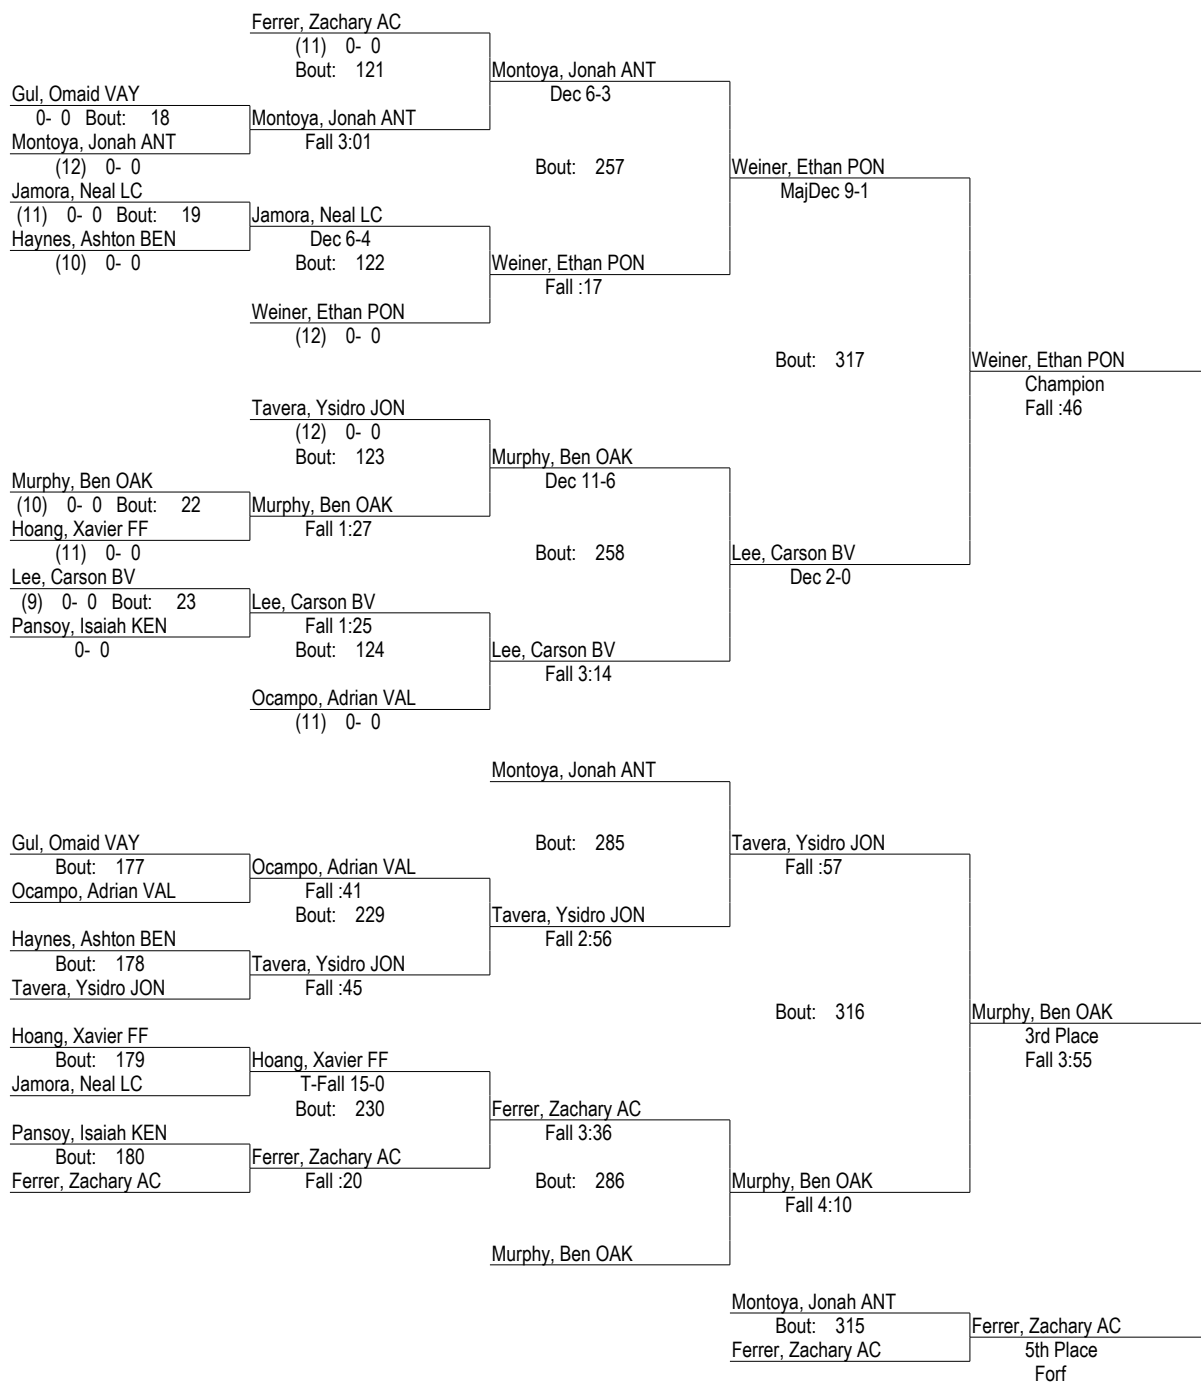 Ferrer, Zachary AC
(11) 0- 0
Bout: 121
Montoya, Jonah ANT
Dec 6-3
Gul, Omaid VAY
0- 0 Bout: 18
Montoya, Jonah ANT
Fall 3:01
Montoya, Jonah ANT
(12) 0- 0
Bout: 257
Weiner, Ethan PON
MajDec 9-1
Jamora, Neal LC
(11) 0- 0 Bout: 19
Jamora, Neal LC
Dec 6-4
Haynes, Ashton BEN
(10) 0- 0
Bout: 122
Weiner, Ethan PON
Fall :17
Weiner, Ethan PON
(12) 0- 0
Bout: 317
Weiner, Ethan PON
Champion
Fall :46
Tavera, Ysidro JON
(12) 0- 0
Bout: 123
Murphy, Ben OAK
Dec 11-6
Murphy, Ben OAK
(10) 0- 0 Bout: 22
Murphy, Ben OAK
Fall 1:27
Hoang, Xavier FF
(11) 0- 0
Bout: 258
Lee, Carson BV
Dec 2-0
Lee, Carson BV
(9) 0- 0 Bout: 23
Lee, Carson BV
Fall 1:25
Pansoy, Isaiah KEN
0- 0
Bout: 124
Lee, Carson BV
Fall 3:14
Ocampo, Adrian VAL
(11) 0- 0
Montoya, Jonah ANT
Bout: 285
Tavera, Ysidro JON
Fall :57
Gul, Omaid VAY
Bout: 177
Ocampo, Adrian VAL
Fall :41
Ocampo, Adrian VAL
Bout: 229
Tavera, Ysidro JON
Fall 2:56
Haynes, Ashton BEN
Bout: 178
Tavera, Ysidro JON
Fall :45
Tavera, Ysidro JON
Bout: 316
Murphy, Ben OAK
3rd Place
Fall 3:55
Hoang, Xavier FF
Bout: 179
Hoang, Xavier FF
T-Fall 15-0
Jamora, Neal LC
Bout: 230
Ferrer, Zachary AC
Fall 3:36
Pansoy, Isaiah KEN
Bout: 180
Ferrer, Zachary AC
Fall :20
Ferrer, Zachary AC
Bout: 286
Murphy, Ben OAK
Fall 4:10
Murphy, Ben OAK
Montoya, Jonah ANT
Bout: 315
Ferrer, Zachary AC
Ferrer, Zachary AC
5th Place
Forf